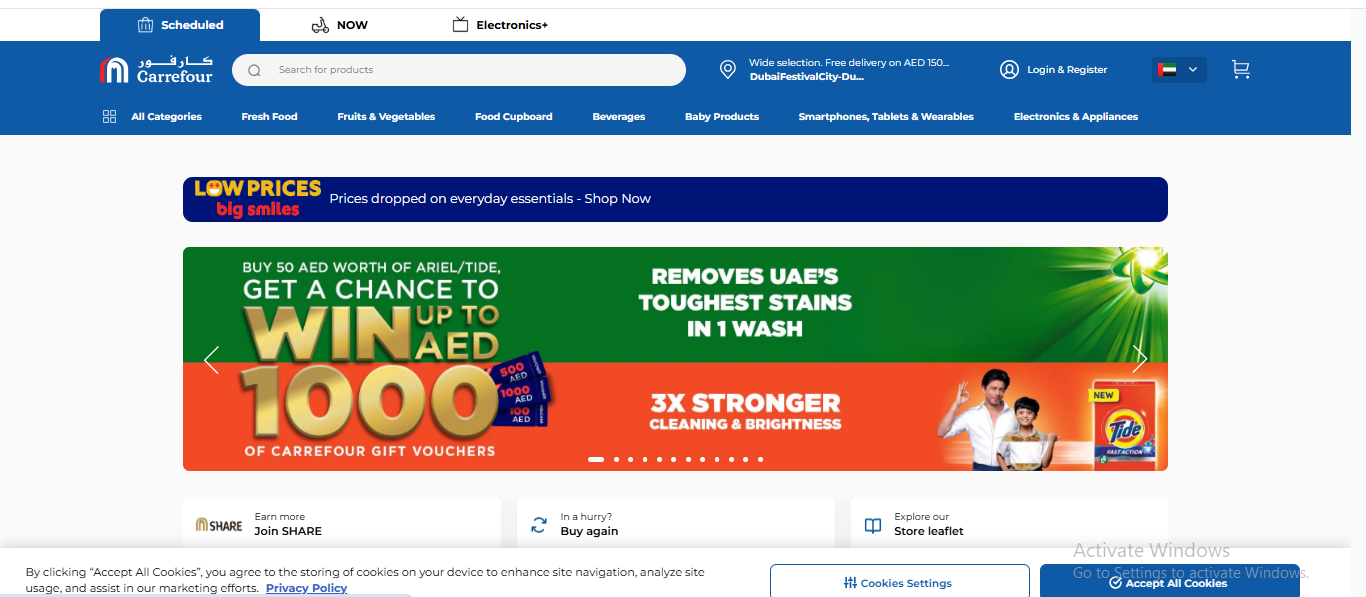 Scheduled
NOW
Electronics+
كارفور
Carrefour
Search for products
Wide selection. Free delivery on AED 150...
DubaiFestivalCity-Du...
Login & Register
All Categories
Fresh Food
Fruits & Vegetables
Food Cupboard
Beverages
Baby Products
Smartphones, Tablets & Wearables
Electronics & Appliances
LOW PRICES
big smiles
Prices dropped on everyday essentials - Shop Now
BUY 50 AED WORTH OF ARIEL/TIDE,
GET A CHANCE TO
WIN UP TO
AED
1000
OF CARREFOUR GIFT VOUCHERS
500
AED
1000
AED
100
AED
REMOVES UAE'S
TOUGHEST STAINS
IN 1 WASH
3X STRONGER
CLEANING & BRIGHTNESS
NEW
Tide
FAST ACTION
SHARE
Earn more
Join SHARE
In a hurry?
Buy again
Explore our
Store leaflet
By clicking “Accept All Cookies”, you agree to the storing of cookies on your device to enhance site navigation, analyze site
usage, and assist in our marketing efforts. Privacy Policy
Cookies Settings
Accept All Cookies
Activate Windows
Go to Settings to activate Windows.